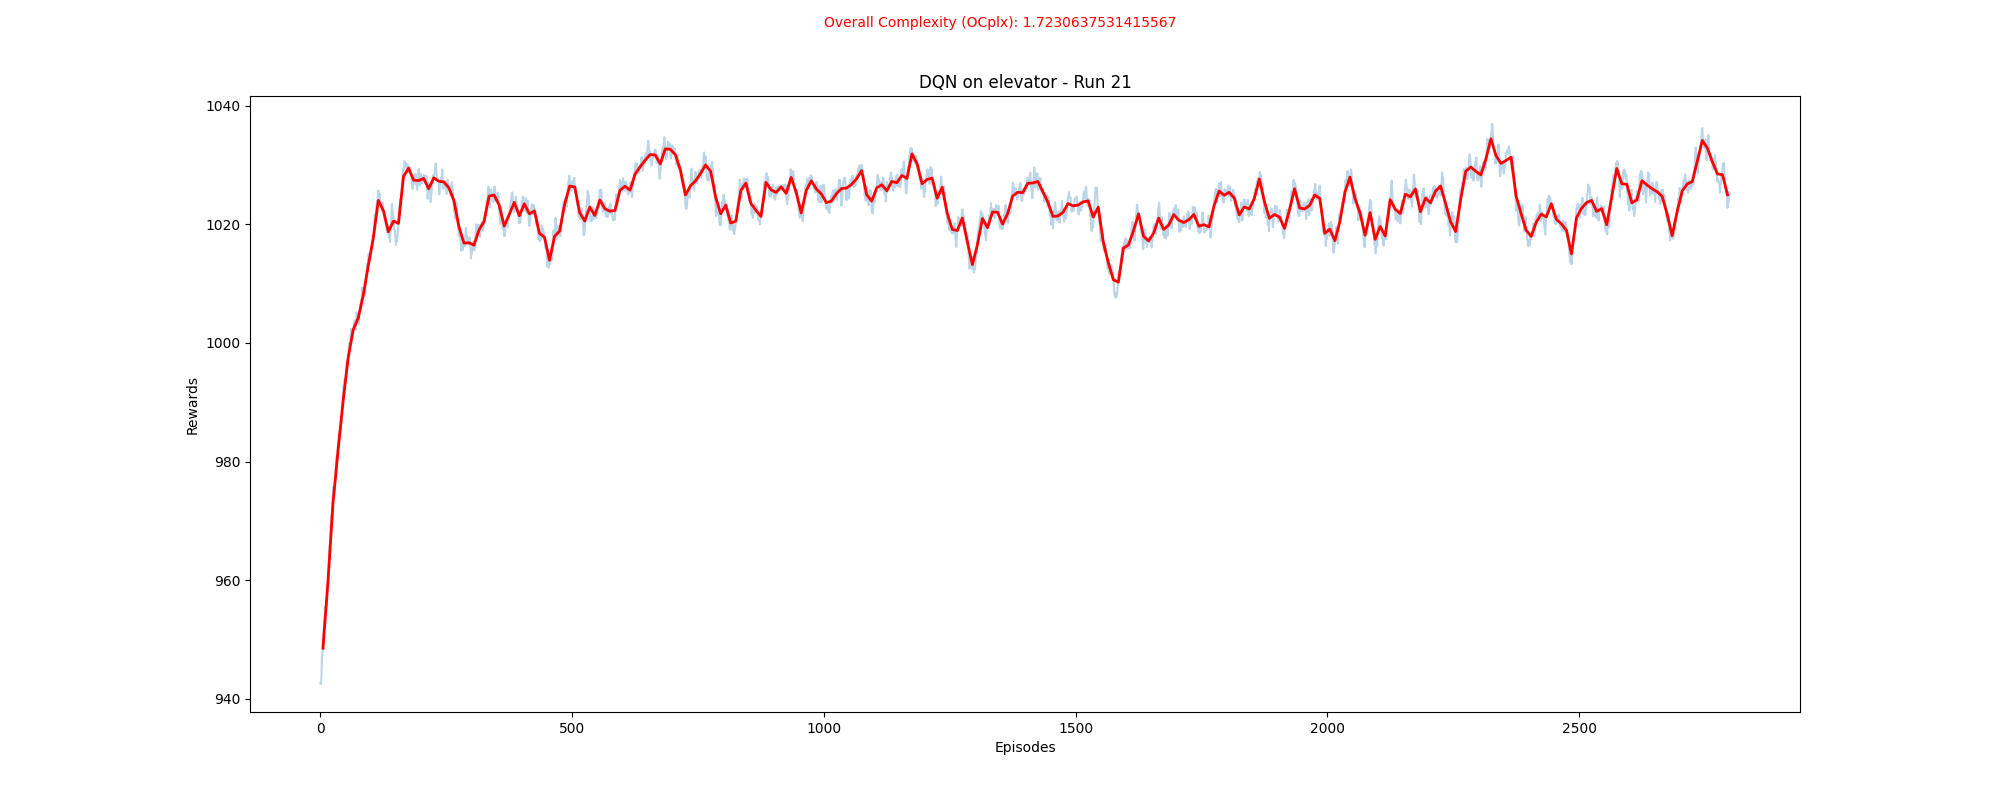 Overall Complexity (OCplx): 1.7230637531415567
DQN on elevator - Run 21
1040
1020
1000
980
960
940
Rewards
0 500 1000 1500 2000 2500
Episodes